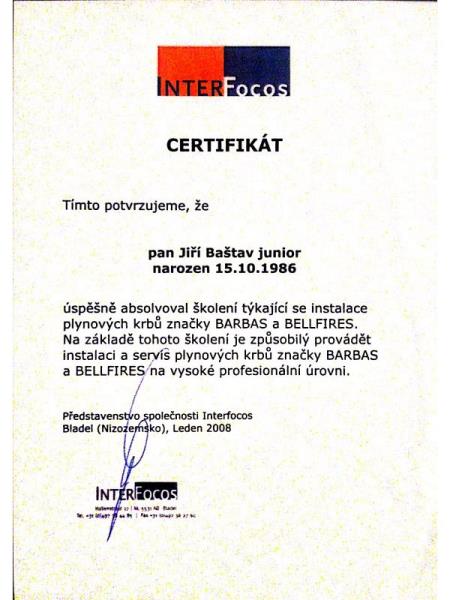 INTERFOCOS
CERTIFIKÁT
Tímto potvrzujeme, že
pan Jiří Baštav junior
narozen 15.10.1986
úspěšně absolvoval školení týkající se instalace
plynových krbů značky BARBAS a BELLFIRES.
Na základě tohoto školení je způsobilý provádět
instalaci a servis plynových krbů značky BARBAS
a BELLFIRES na vysoké profesionální úrovni.
Představenstvo společnosti Interfocos
Bladel (Nizozemsko), Leden 2008
INTERFOCOS
Bladel
Tel.